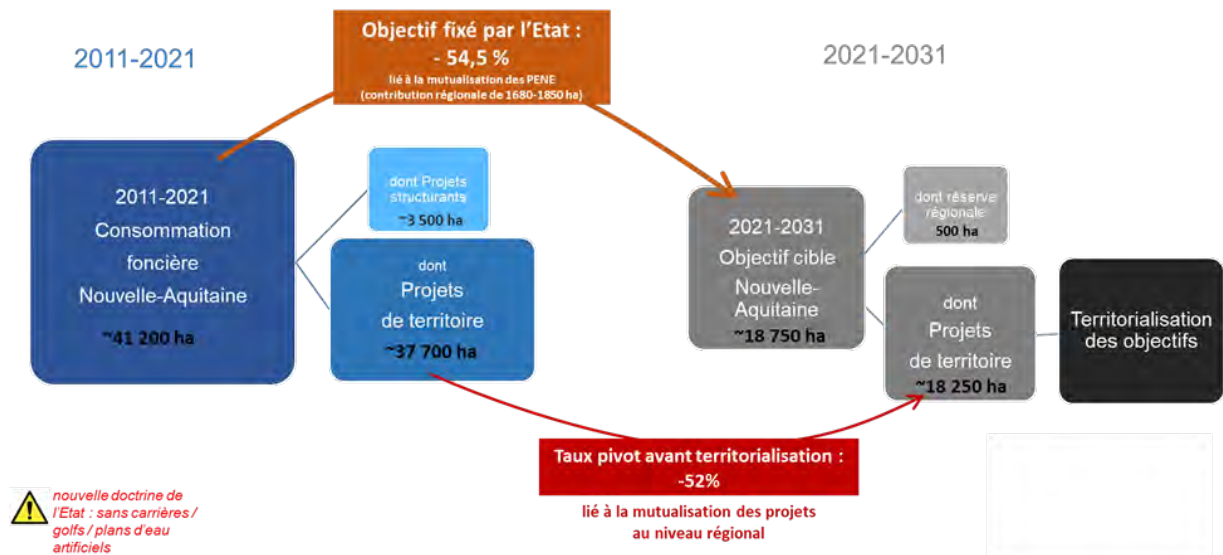 2011-2021
Objectif fixé par l'Etat :
- 54,5 %
lié à la mutualisation des PENE
(contribution régionale de 1680-1850 ha)
2021-2031
2011-2021
Consommation
foncière
Nouvelle-Aquitaine
~41 200 ha
dont Projets
structurants
~3 500 ha
dont
Projets
de territoire
~37 700 ha
2021-2031
Objectif cible
Nouvelle-
Aquitaine
~18 750 ha
dont réserve
régionale
500 ha
dont
Projets
de territoire
~18 250 ha
Territorialisation
des objectifs
Taux pivot avant territorialisation :
-52%
lié à la mutualisation des projets
au niveau régional
nouvelle doctrine de
l'Etat : sans carrières /
golfs / plans d'eau
artificiels